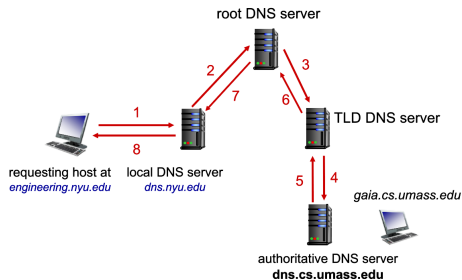 root DNS server
2
3
7
6
1
8
TLD DNS server
requesting host at
engineering.nyu.edu
local DNS server
dns.nyu.edu
5
4
gaia.cs.umass.edu
authoritative DNS server
dns.cs.umass.edu